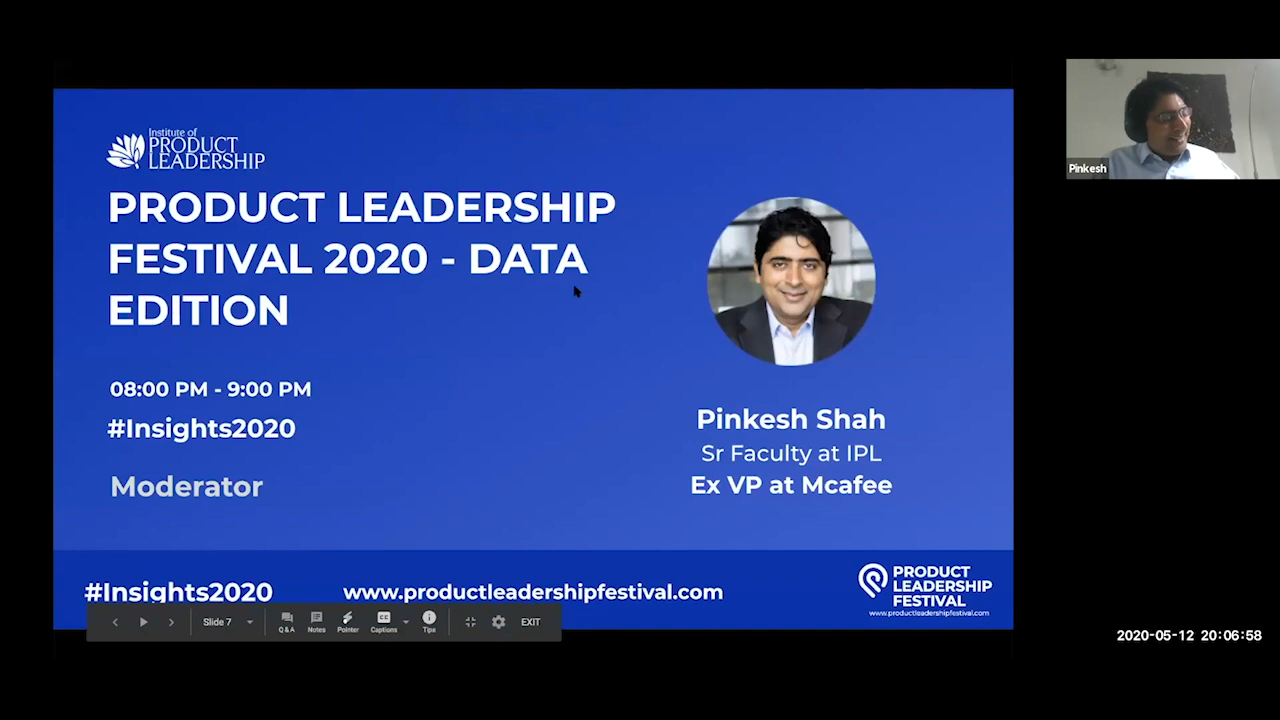 Institute of
PRODUCT
LEADERSHIP
PRODUCT LEADERSHIP
FESTIVAL 2020 - DATA
EDITION
08:00 PM - 9:00 PM
#Insights2020
Moderator
Pinkesh Shah
Sr Faculty at IPL
Ex VP at Mcafee
#Insights2020
www.productleadershipfestival.com
PRODUCT
LEADERSHIP
FESTIVAL
www.productleadershipfestival.com
Slide 7
Q&A
Notes
Pointer
Captions
Tips
EXIT
Pinkesh
2020-05-12 20:06:58